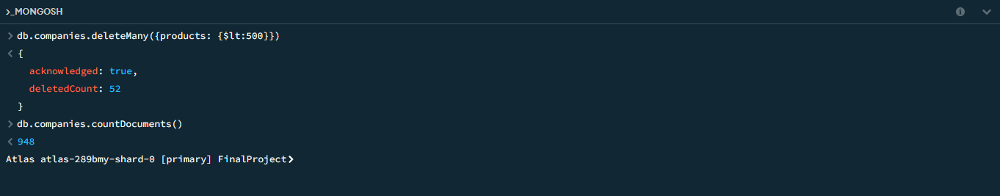 >_MONGOSH
> db.companies.deleteMany({products: {$lt:500}})
< {
acknowledged: true,
deletedCount: 52
}
> db.companies.countDocuments()
< 948
Atlas atlas-289bmy-shard-0 [primary] FinalProject>